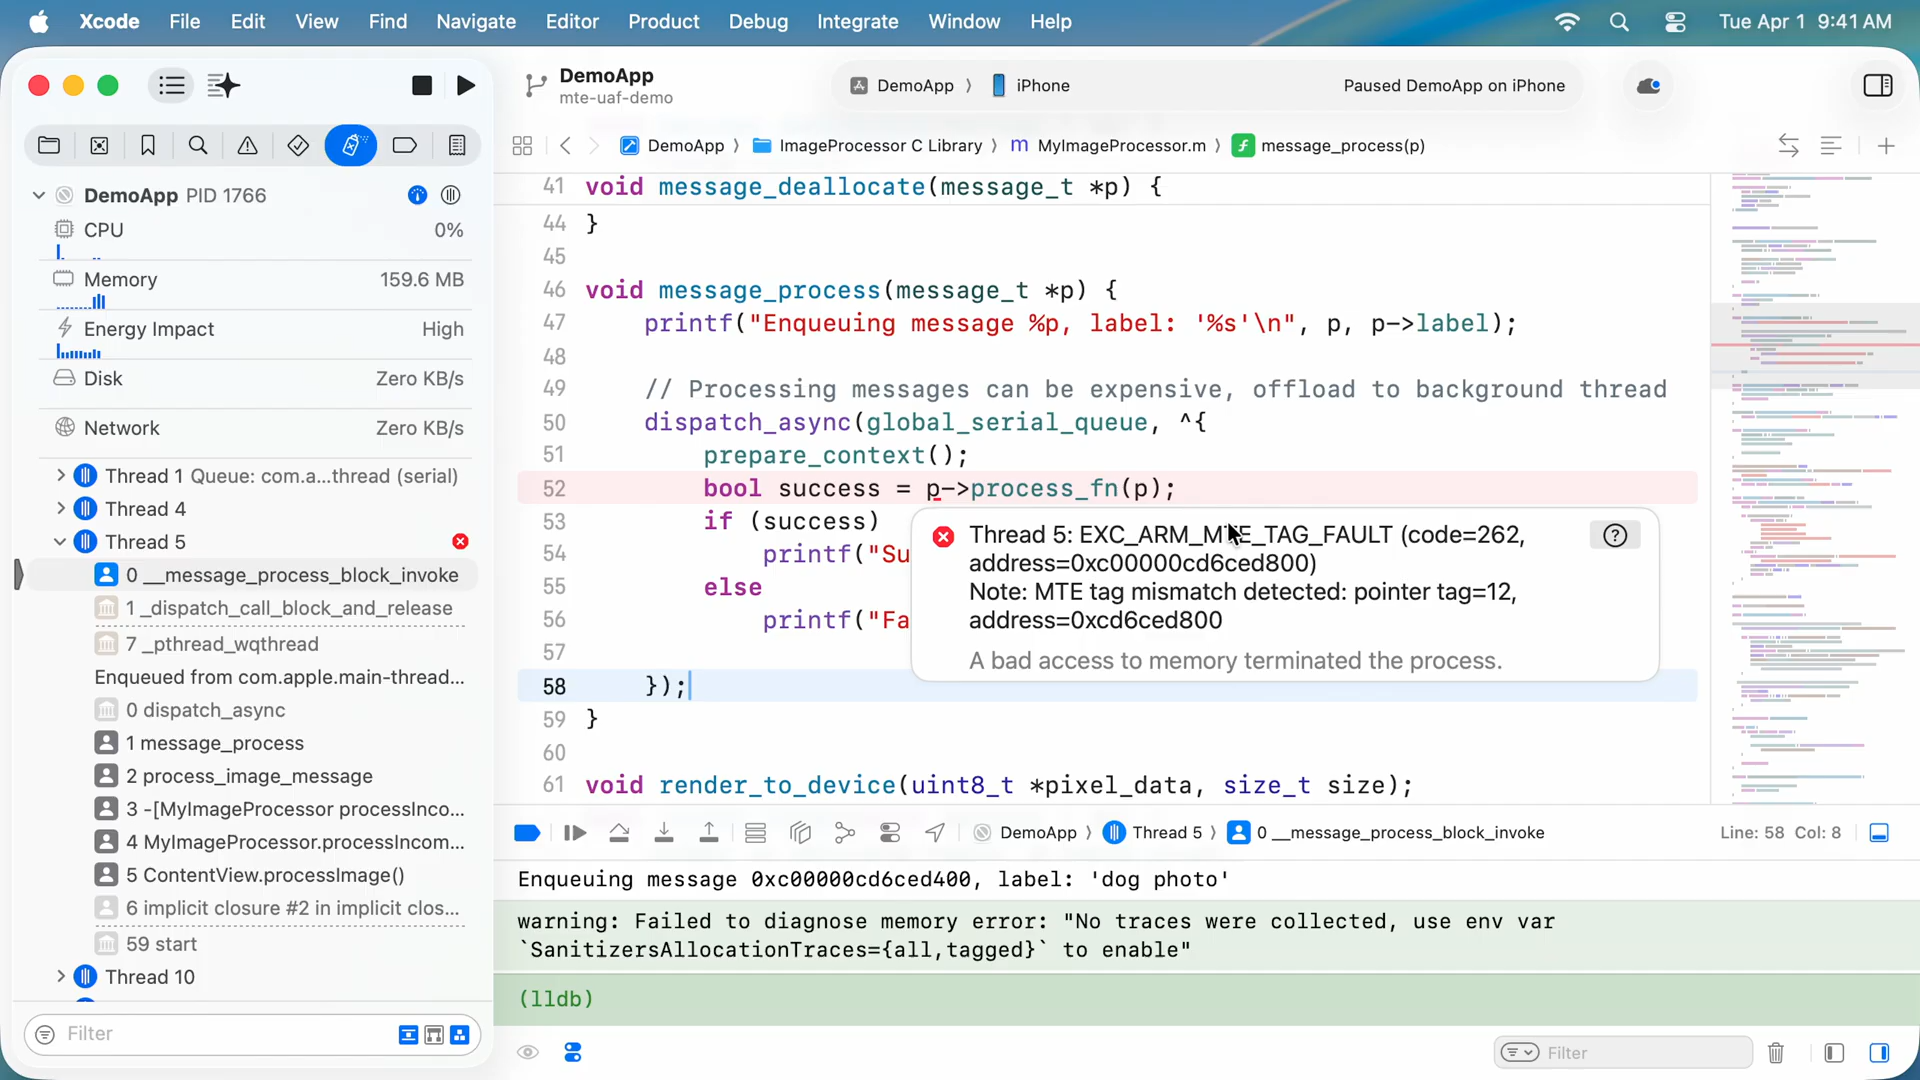 Xcode File Edit View Find Navigate Editor Product Debug Integrate Window Help
Tue Apr 1 9:41 AM
DemoApp
mte-uaf-demo
DemoApp 〉 iPhone
Paused DemoApp on iPhone
DemoApp PID 1766
CPU 0%
Memory 159.6 MB
Energy Impact High
Disk Zero KB/s
Network Zero KB/s
Thread 1 Queue: com.a...thread (serial)
Thread 4
Thread 5
0 __message_process_block_invoke
1 _dispatch_call_block_and_release
7 _pthread_wqthread
Enqueued from com.apple.main-thread...
0 dispatch_async
1 message_process
2 process_image_message
3 -[MyImageProcessor processInco...
4 MyImageProcessor.processIncom...
5 ContentView.processImage()
6 implicit closure #2 in implicit clos...
59 start
Thread 10
Filter
DemoApp 〉 ImageProcessor C Library 〉 m MyImageProcessor.m 〉 f message_process(p)
41 void message_deallocate(message_t *p) {
44 }
45
46 void message_process(message_t *p) {
47 printf("Enqueuing message %p, label: '%s'\n", p, p->label);
48
49 // Processing messages can be expensive, offload to background thread
50 dispatch_async(global_serial_queue, ^{
51 prepare_context();
52 bool success = p->process_fn(p);
53 if (success)
54 printf("Su
55 else
56 printf("Fa
57
58 });
59 }
60
61 void render_to_device(uint8_t *pixel_data, size_t size);
Thread 5: EXC_ARM_MTE_TAG_FAULT (code=262,
address=0xc00000cd6ced800)
Note: MTE tag mismatch detected: pointer tag=12,
address=0xcd6ced800
A bad access to memory terminated the process.
?
DemoApp 〉 Thread 5 〉 0 __message_process_block_invoke
Line: 58 Col: 8
Enqueuing message 0xc00000cd6ced400, label: 'dog photo'
warning: Failed to diagnose memory error: "No traces were collected, use env var
`SanitizersAllocationTraces={all,tagged}` to enable"
(lldb)
Filter